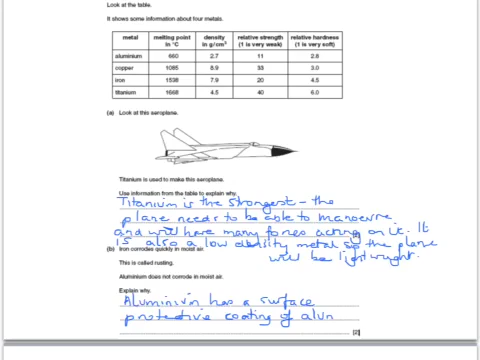 Look at the table.
It shows some information about four metals.
metal melting point in °C density in g/cm³ relative strength (1 is very weak) relative hardness (1 is very soft)
aluminium 660 2.7 11 2.8
copper 1085 8.9 33 3.0
iron 1538 7.9 20 4.5
titanium 1668 4.5 40 6.0
(a) Look at this aeroplane.
Titanium is used to make this aeroplane.
Use information from the table to explain why.
Titanium is the strongest - the
plane needs to be able to manoevre
and will have many forces acting on it. It
is also a low density metal so the plane
will be lightweight.
(b) Iron corrodes quickly in moist air.
This is called rusting.
Aluminium does not corrode in moist air.
Explain why.
Aluminium has a surface
protective coating of alum
[2]